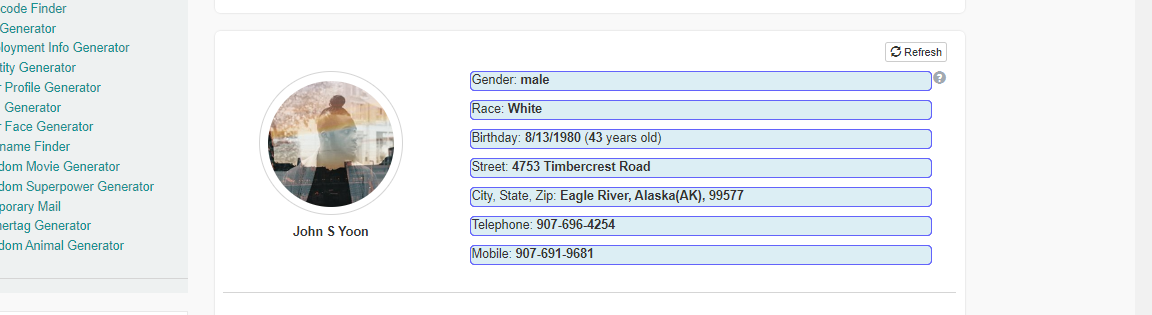 code Finder
Generator
loyment Info Generator
tity Generator
r Profile Generator
Generator
r Face Generator
name Finder
dom Movie Generator
dom Superpower Generator
porary Mail
hertag Generator
dom Animal Generator
Refresh
?
Gender: male
Race: White
Birthday: 8/13/1980 (43 years old)
Street: 4753 Timbercrest Road
City, State, Zip: Eagle River, Alaska(AK), 99577
Telephone: 907-696-4254
Mobile: 907-691-9681
John S Yoon